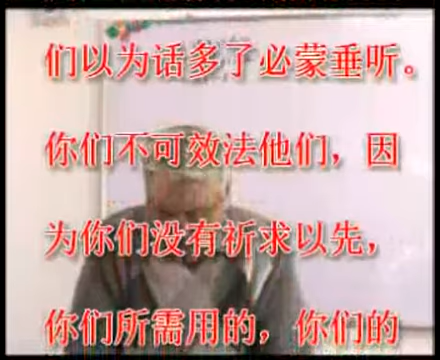 们以为话多了必蒙垂听。
你们不可效法他们，因
为你们没有祈求以先，
你们所需用的，你们的